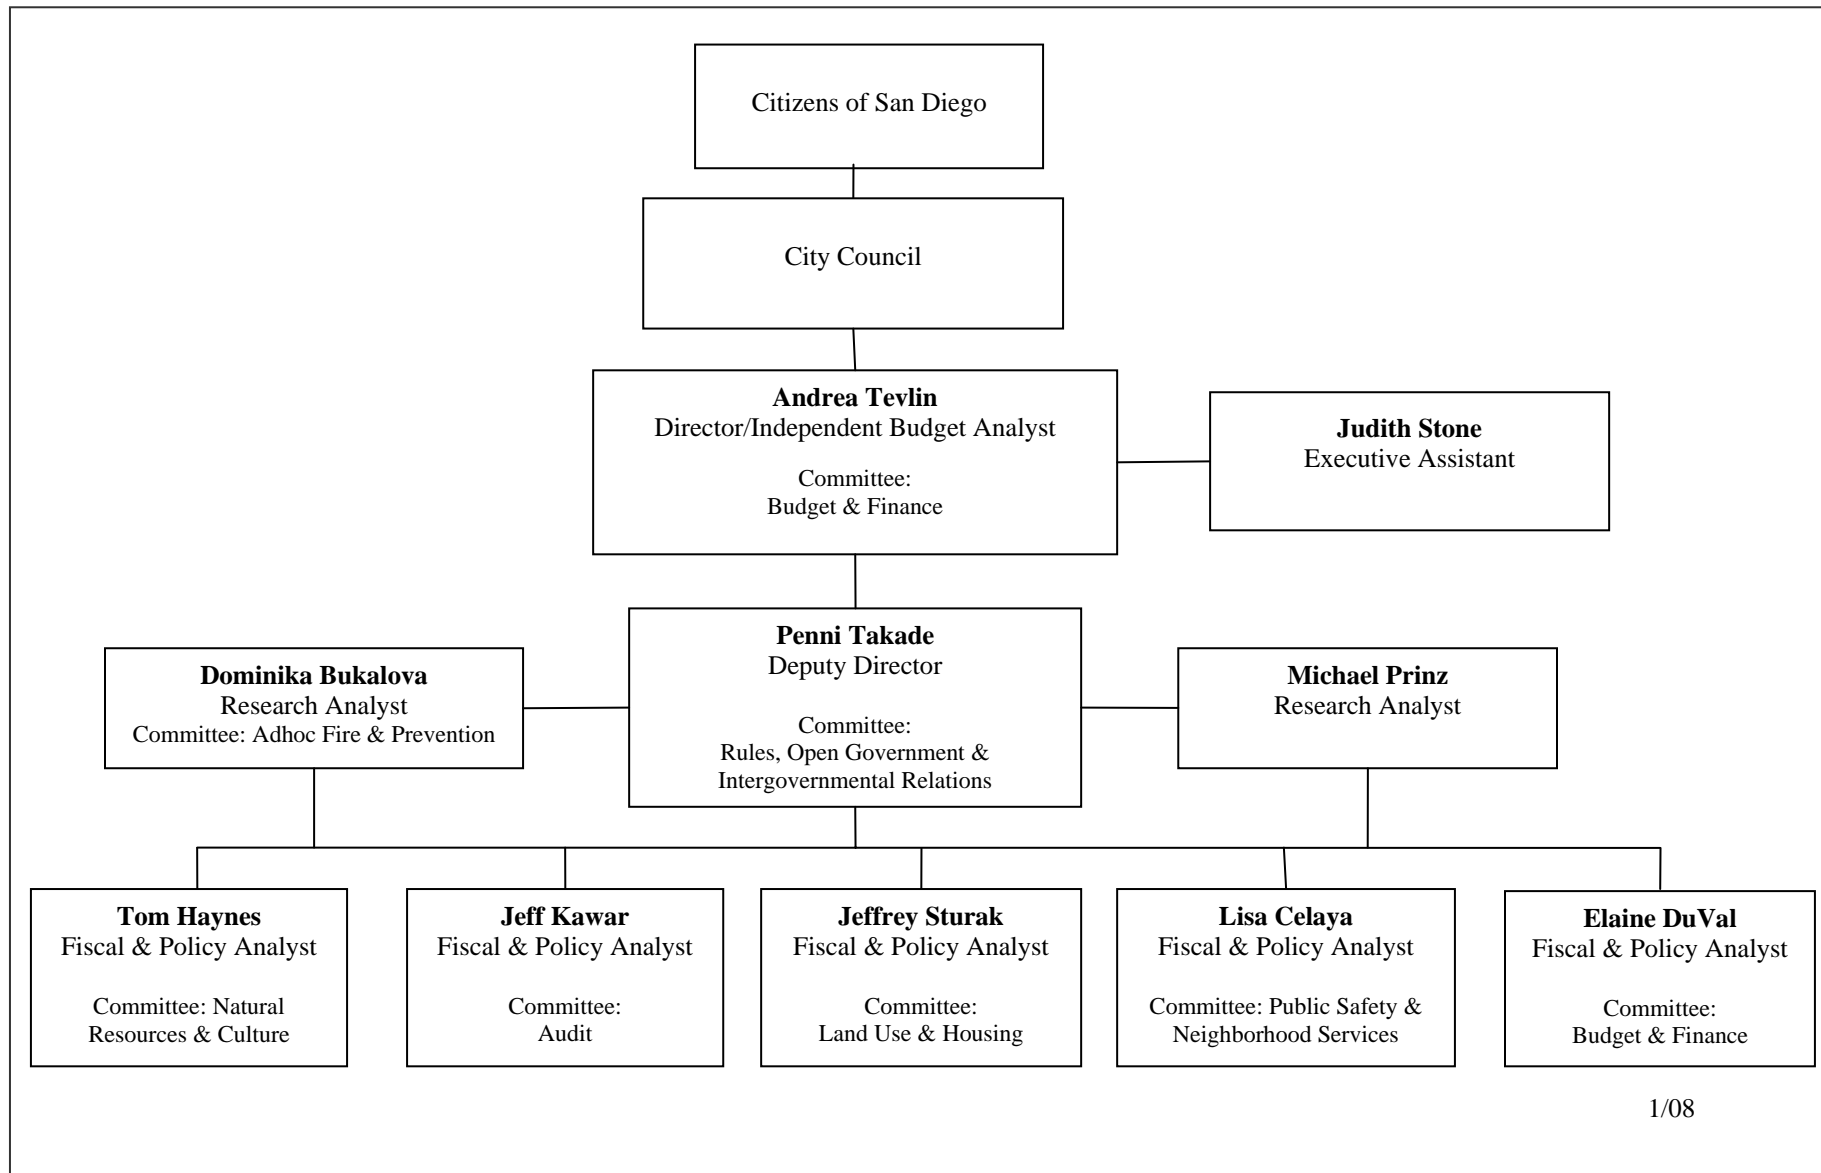 Citizens of San Diego
City Council
Andrea Tevlin
Director/Independent Budget Analyst
Committee:
Budget & Finance
Judith Stone
Executive Assistant
Penni Takade
Deputy Director
Committee:
Rules, Open Government &
Intergovernmental Relations
Dominika Bukalova
Research Analyst
Committee: Adhoc Fire & Prevention
Michael Prinz
Research Analyst
Tom Haynes
Fiscal & Policy Analyst
Committee: Natural
Resources & Culture
Jeff Kawar
Fiscal & Policy Analyst
Committee:
Audit
Jeffrey Sturak
Fiscal & Policy Analyst
Committee:
Land Use & Housing
Lisa Celaya
Fiscal & Policy Analyst
Committee: Public Safety &
Neighborhood Services
Elaine DuVal
Fiscal & Policy Analyst
Committee:
Budget & Finance
1/08